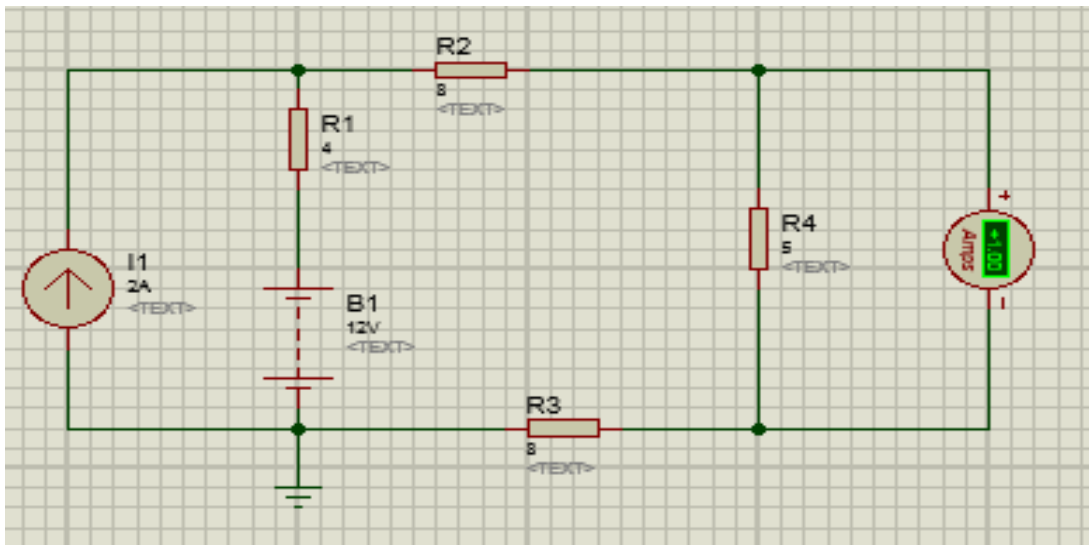 R2
8
<TEXT>
R1
4
<TEXT>
+
R4
5
<TEXT>
+1.00
Amps
I1
2A
<TEXT>
B1
12V
<TEXT>
R3
8
<TEXT>